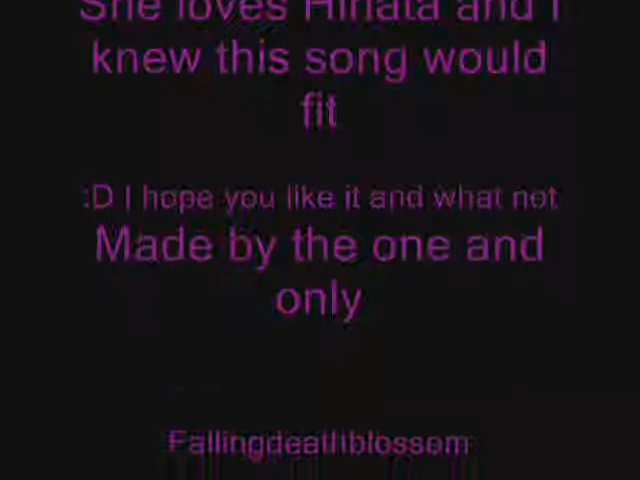 She loves Hinata and I
knew this song would
fit
:D I hope you like it and what not
Made by the one and
only
Fallingdeathblossom